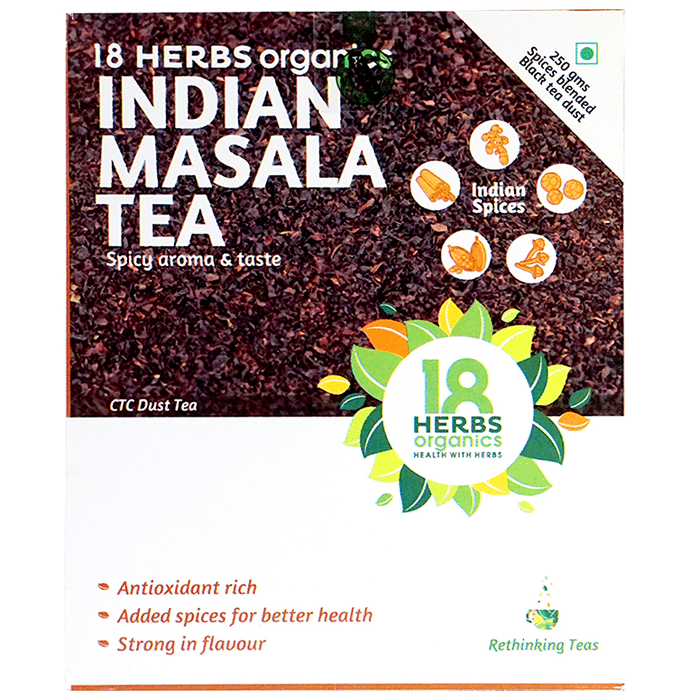 18 HERBS organics
INDIAN
MASALA
TEA
Spicy aroma & taste
250 gms
Spices blended
Black tea dust
Indian
Spices
CTC Dust Tea
18
HERBS
organics
HEALTH WITH HERBS
Antioxidant rich
Added spices for better health
Strong in flavour
Rethinking Teas